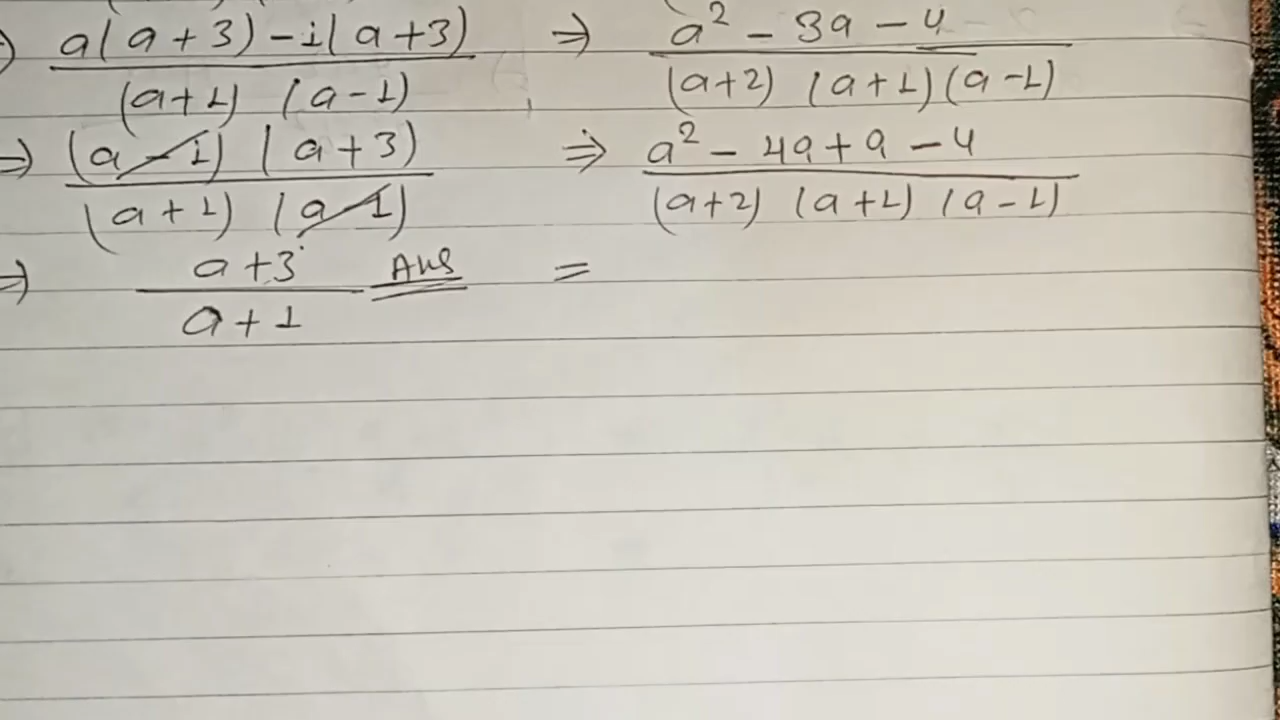 ⇒ a(a+3)-1(a+3)
(a+1) (a-1)
⇒ (a-1) (a+3)
(a+1) (a-1)
⇒ a+3 Ans
a+1
⇒ a² - 3a - 4
(a+2) (a+1)(a-1)
⇒ a² - 4a + a - 4
(a+2) (a+1) (a-1)
=